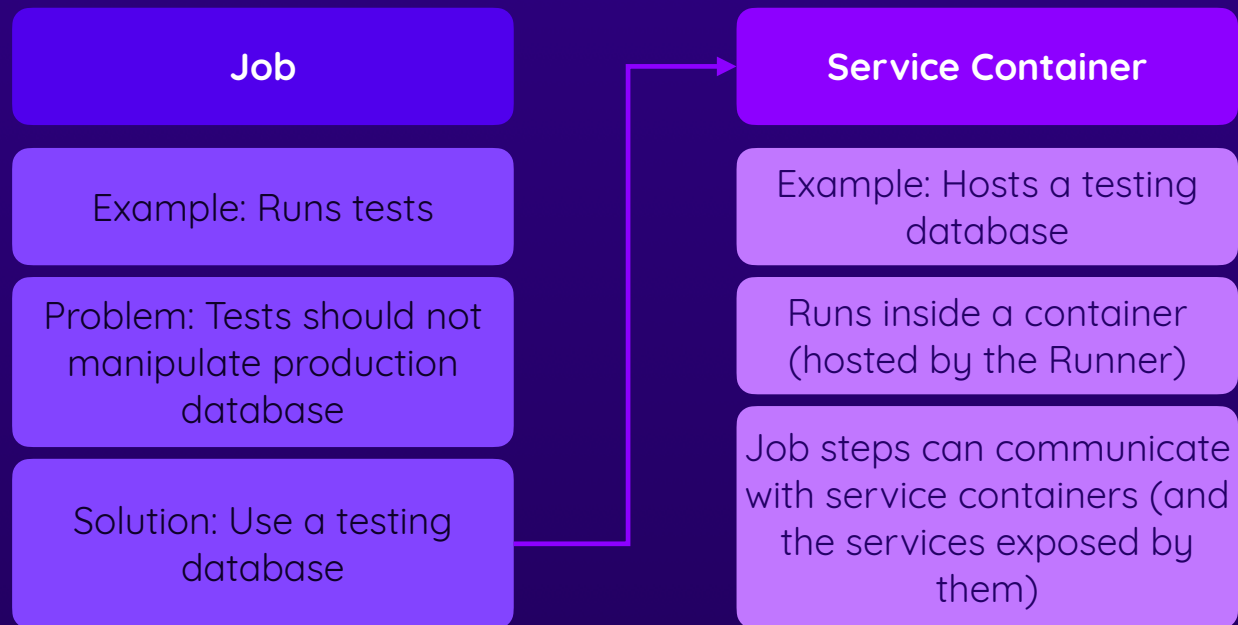 Job
Example: Runs tests
Problem: Tests should not
manipulate production
database
Solution: Use a testing
database
Service Container
Example: Hosts a testing
database
Runs inside a container
(hosted by the Runner)
Job steps can communicate
with service containers (and
the services exposed by
them)